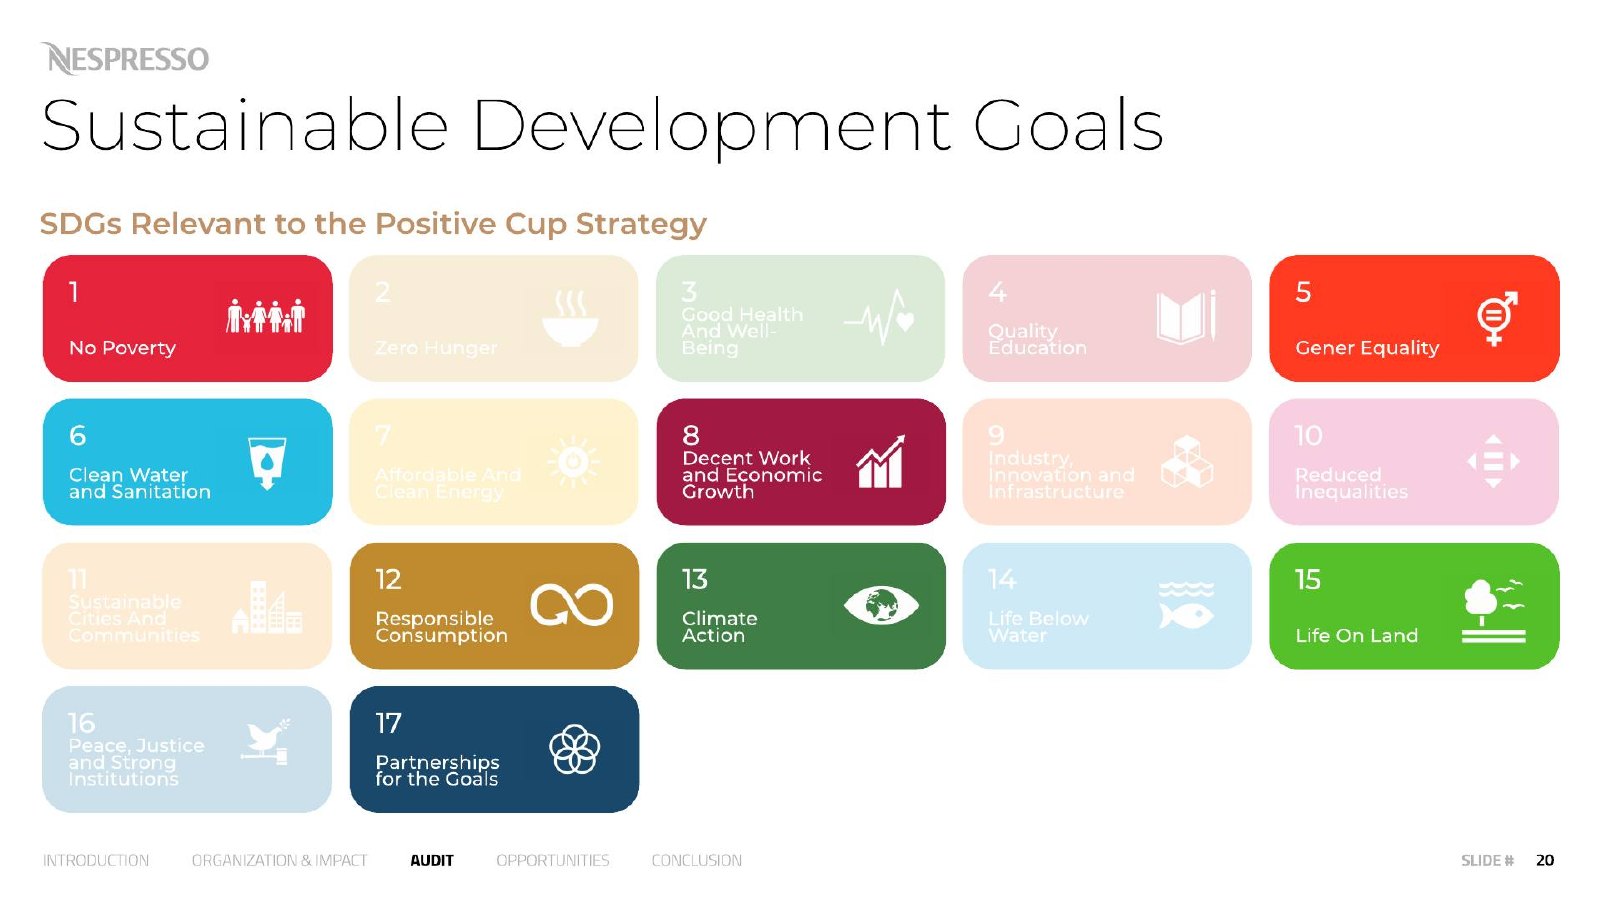 NESPRESSO
Sustainable Development Goals
SDGs Relevant to the Positive Cup Strategy
1
No Poverty
2
Zero Hunger
3
Good Health
And Well-
Being
4
Quality
Education
5
Gener Equality
6
Clean Water
and Sanitation
7
Affordable And
Clean Energy
8
Decent Work
and Economic
Growth
9
Industry,
Innovation and
Infrastructure
10
Reduced
Inequalities
11
Sustainable
Cities And
Communities
12
Responsible
Consumption
13
Climate
Action
14
Life Below
Water
15
Life On Land
16
Peace, Justice
and Strong
Institutions
17
Partnerships
for the Goals
INTRODUCTION ORGANIZATION & IMPACT AUDIT OPPORTUNITIES CONCLUSION SLIDE # 20